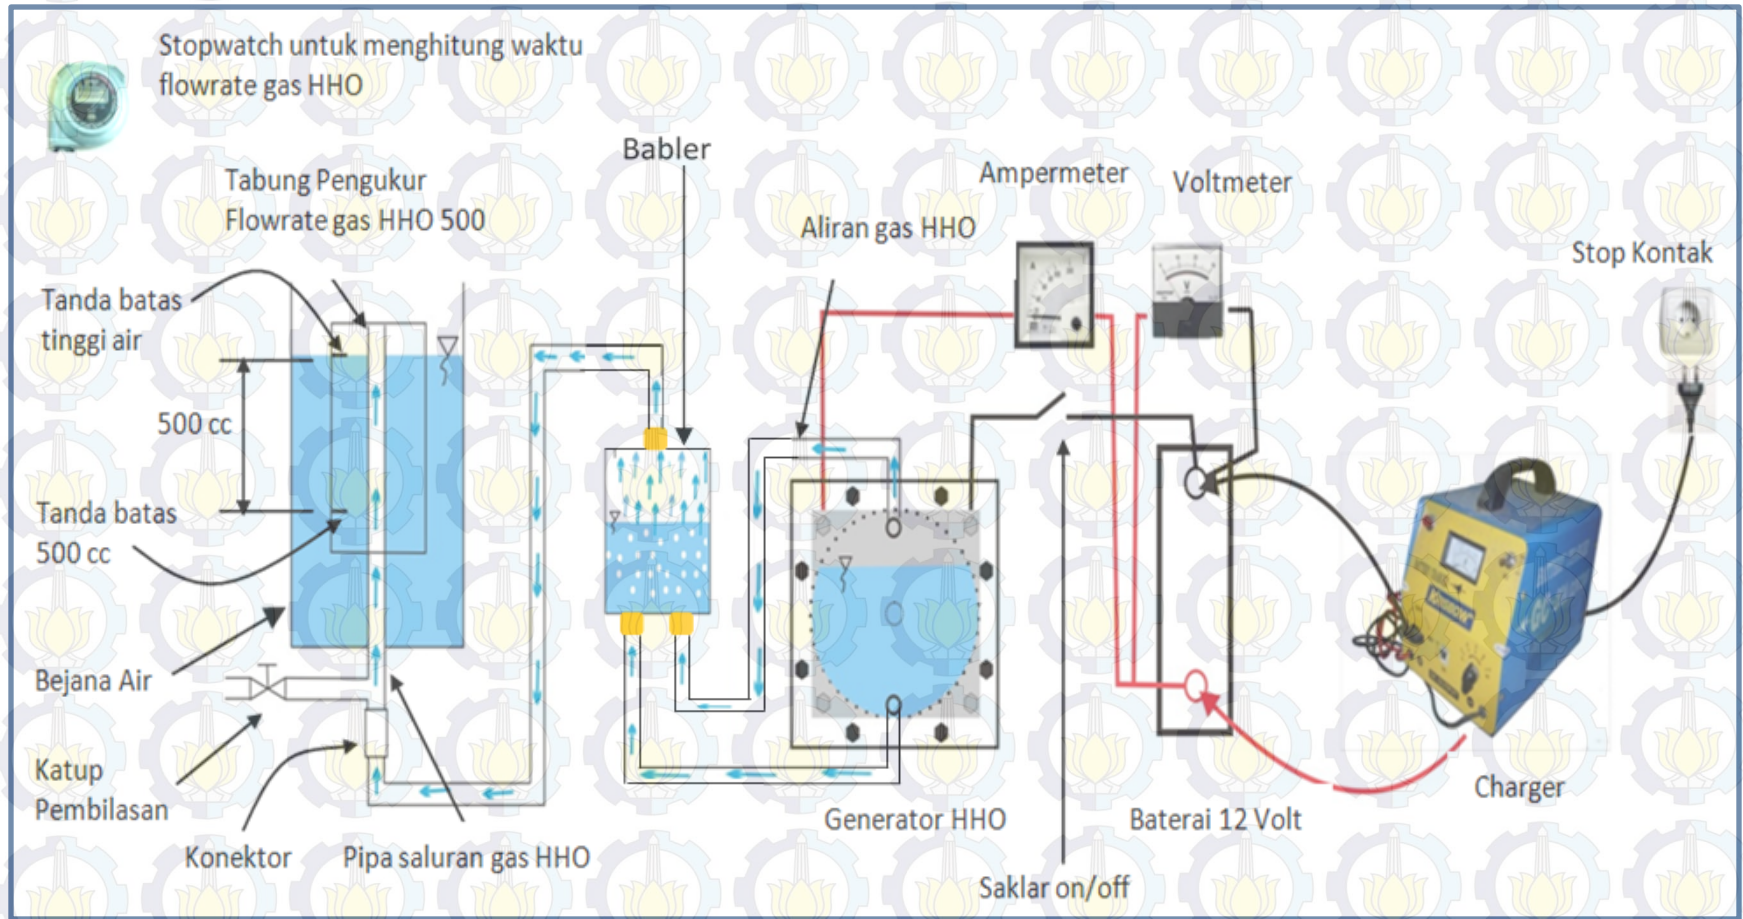 Stopwatch untuk menghitung waktu
flowrate gas HHO
Babler
Tabung Pengukur
Flowrate gas HHO 500
Ampermeter
Voltmeter
Aliran gas HHO
Stop Kontak
Tanda batas
tinggi air
500 cc
Tanda batas
500 cc
Bejana Air
Katup
Pembilasan
Konektor
Pipa saluran gas HHO
Generator HHO
Baterai 12 Volt
Charger
Saklar on/off
A
V